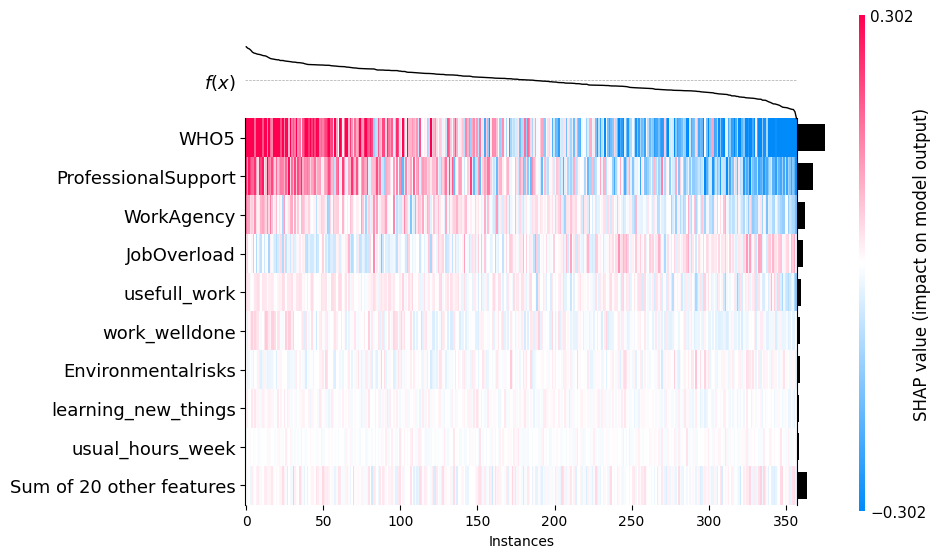 0.302
f(x)
WHO5
ProfessionalSupport
WorkAgency
JobOverload
usefull_work
work_welldone
Environmentalrisks
learning_new_things
usual_hours_week
Sum of 20 other features
0 50 100 150 200 250 300 350
Instances
−0.302
SHAP value (impact on model output)